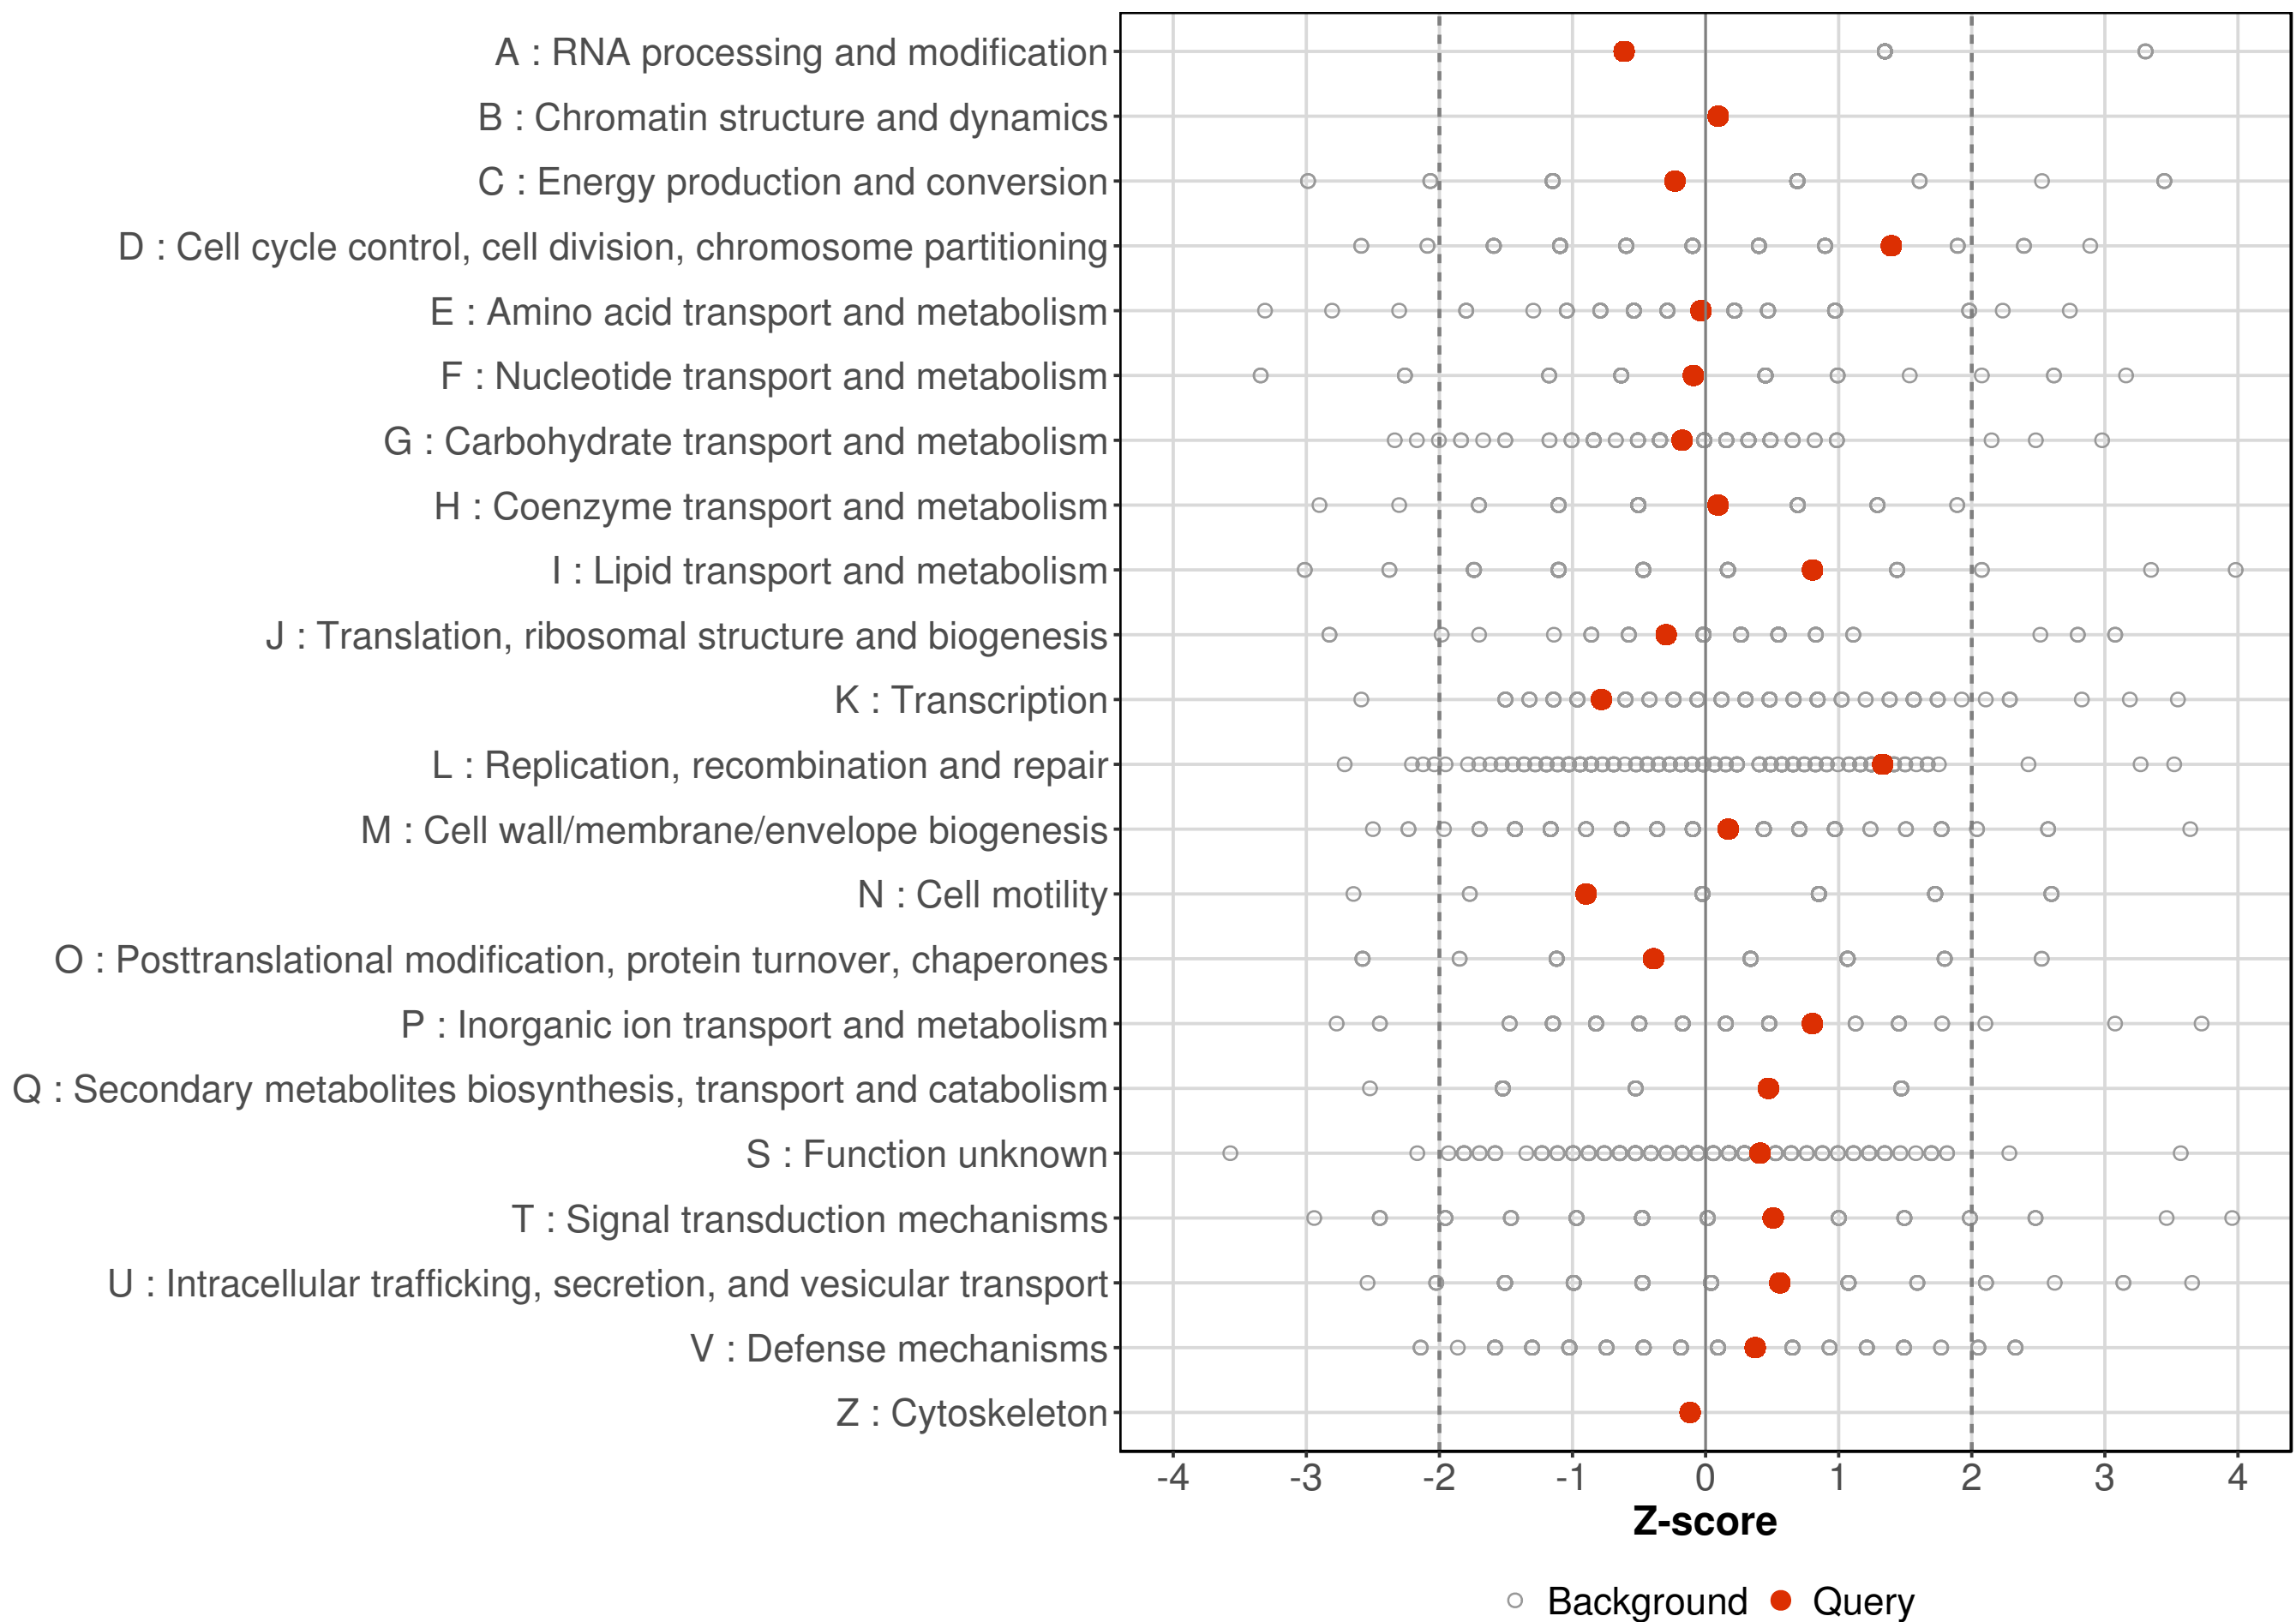 A : RNA processing and modification
B : Chromatin structure and dynamics
C : Energy production and conversion
D : Cell cycle control, cell division, chromosome partitioning
E : Amino acid transport and metabolism
F : Nucleotide transport and metabolism
G : Carbohydrate transport and metabolism
H : Coenzyme transport and metabolism
I : Lipid transport and metabolism
J : Translation, ribosomal structure and biogenesis
K : Transcription
L : Replication, recombination and repair
M : Cell wall/membrane/envelope biogenesis
N : Cell motility
O : Posttranslational modification, protein turnover, chaperones
P : Inorganic ion transport and metabolism
Q : Secondary metabolites biosynthesis, transport and catabolism
S : Function unknown
T : Signal transduction mechanisms
U : Intracellular trafficking, secretion, and vesicular transport
V : Defense mechanisms
Z : Cytoskeleton
-4 -3 -2 -1 0 1 2 3 4
Z-score
Background Query